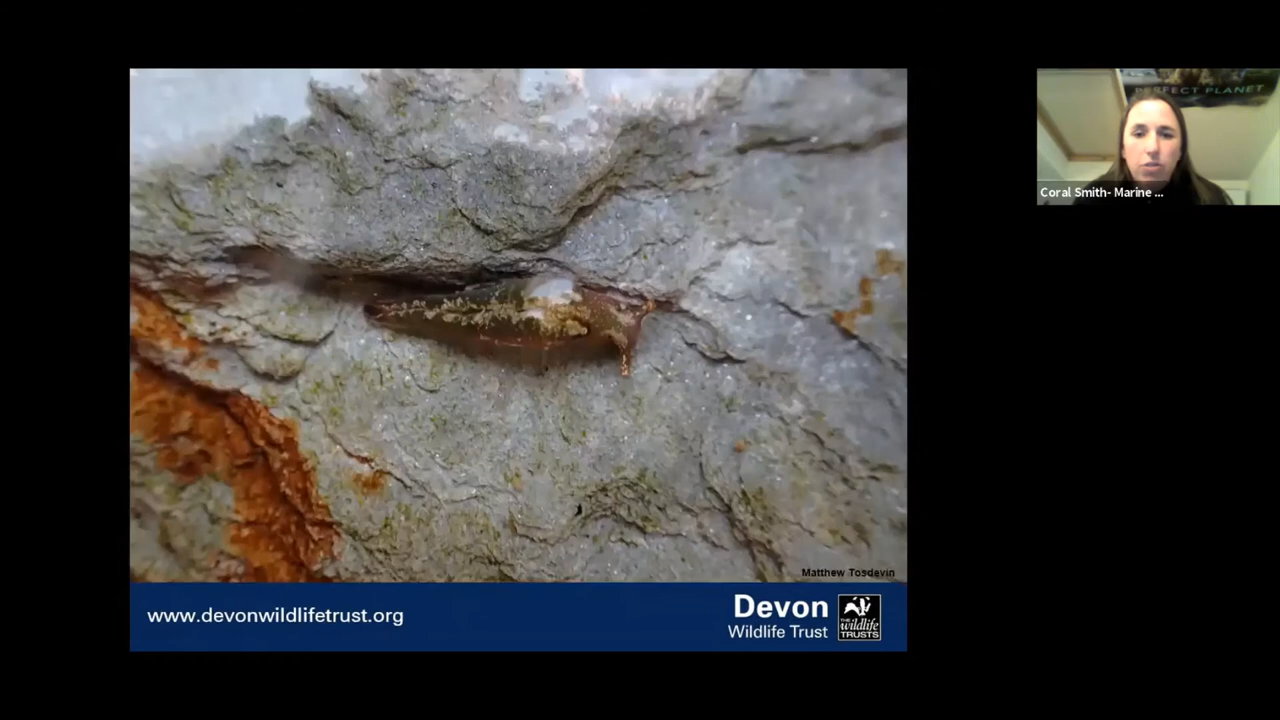 PERFECT PLANET
Coral Smith- Marine ...
Matthew Tosdevin
www.devonwildlifetrust.org
Devon
Wildlife Trust
THE
wildlife
TRUSTS